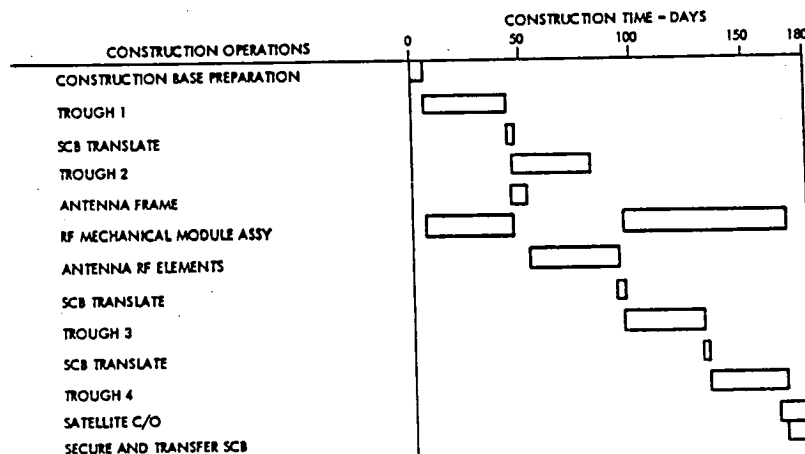 CONSTRUCTION TIME - DAYS
CONSTRUCTION OPERATIONS
0 50 100 150 180
CONSTRUCTION BASE PREPARATION
TROUGH 1
SCB TRANSLATE
TROUGH 2
ANTENNA FRAME
RF MECHANICAL MODULE ASSY
ANTENNA RF ELEMENTS
SCB TRANSLATE
TROUGH 3
SCB TRANSLATE
TROUGH 4
SATELLITE C/O
SECURE AND TRANSFER SCB